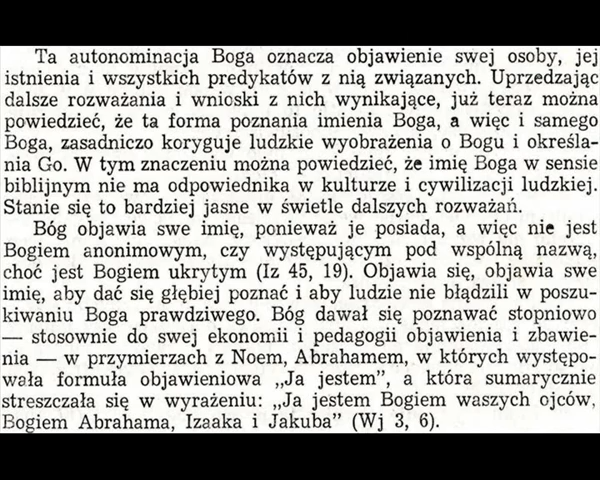 Ta autonominacja Boga oznacza objawienie swej osoby, jej
istnienia i wszystkich predykatów z nią związanych. Uprzedzając
dalsze rozważania i wnioski z nich wynikające, już teraz można
powiedzieć, że ta forma poznania imienia Boga, a więc i samego
Boga, zasadniczo koryguje ludzkie wyobrażenia o Bogu i określa-
nia Go. W tym znaczeniu można powiedzieć, że imię Boga w sensie
biblijnym nie ma odpowiednika w kulturze i cywilizacji ludzkiej.
Stanie się to bardziej jasne w świetle dalszych rozważań.
Bóg objawia swe imię, ponieważ je posiada, a więc nie jest
Bogiem anonimowym, czy występującym pod wspólną nazwą,
choć jest Bogiem ukrytym (Iz 45, 19). Objawia się, objawia swe
imię, aby dać się głębiej poznać i aby ludzie nie błądzili w poszu-
kiwaniu Boga prawdziwego. Bóg dawał się poznawać stopniowo
— stosownie do swej ekonomii i pedagogii objawienia i zbawie-
nia — w przymierzach z Noem, Abrahamem, w których występo-
wała formuła objawieniowa „Ja jestem”, a która sumarycznie
streszczała się w wyrażeniu: „Ja jestem Bogiem waszych ojców,
Bogiem Abrahama, Izaaka i Jakuba” (Wj 3, 6).